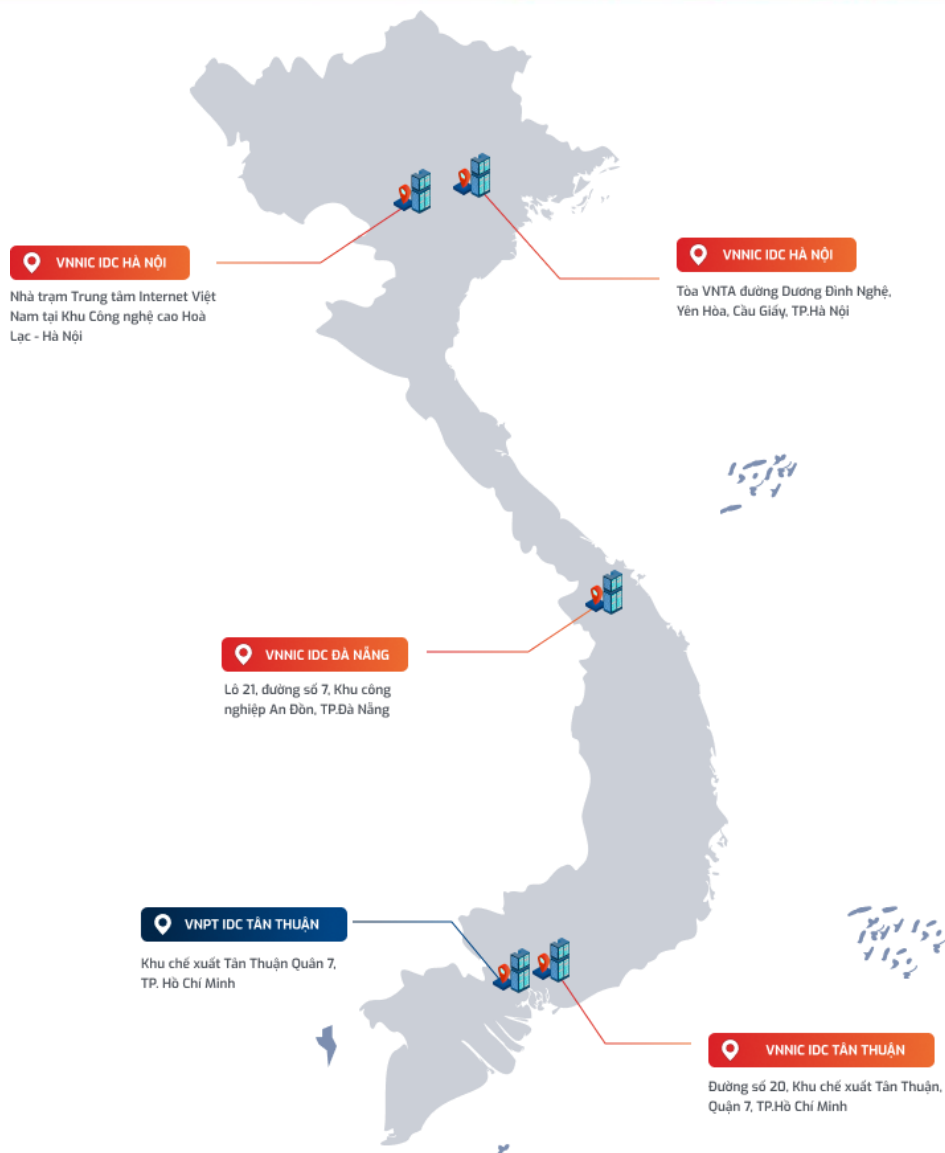 VNNIC IDC HÀ NỘI
Nhà trạm Trung tâm Internet Việt
Nam tại Khu Công nghệ cao Hoà
Lạc - Hà Nội
VNNIC IDC HÀ NỘI
Tòa VNTA đường Dương Đình Nghệ,
Yên Hòa, Cầu Giấy, TP.Hà Nội
VNNIC IDC ĐÀ NẴNG
Lô 21, đường số 7, Khu công
nghiệp An Đồn, TP.Đà Nẵng
VNPT IDC TÂN THUẬN
Khu chế xuất Tân Thuận Quân 7,
TP. Hồ Chí Minh
VNNIC IDC TÂN THUẬN
Đường số 20, Khu chế xuất Tân Thuận,
Quận 7, TP.Hồ Chí Minh